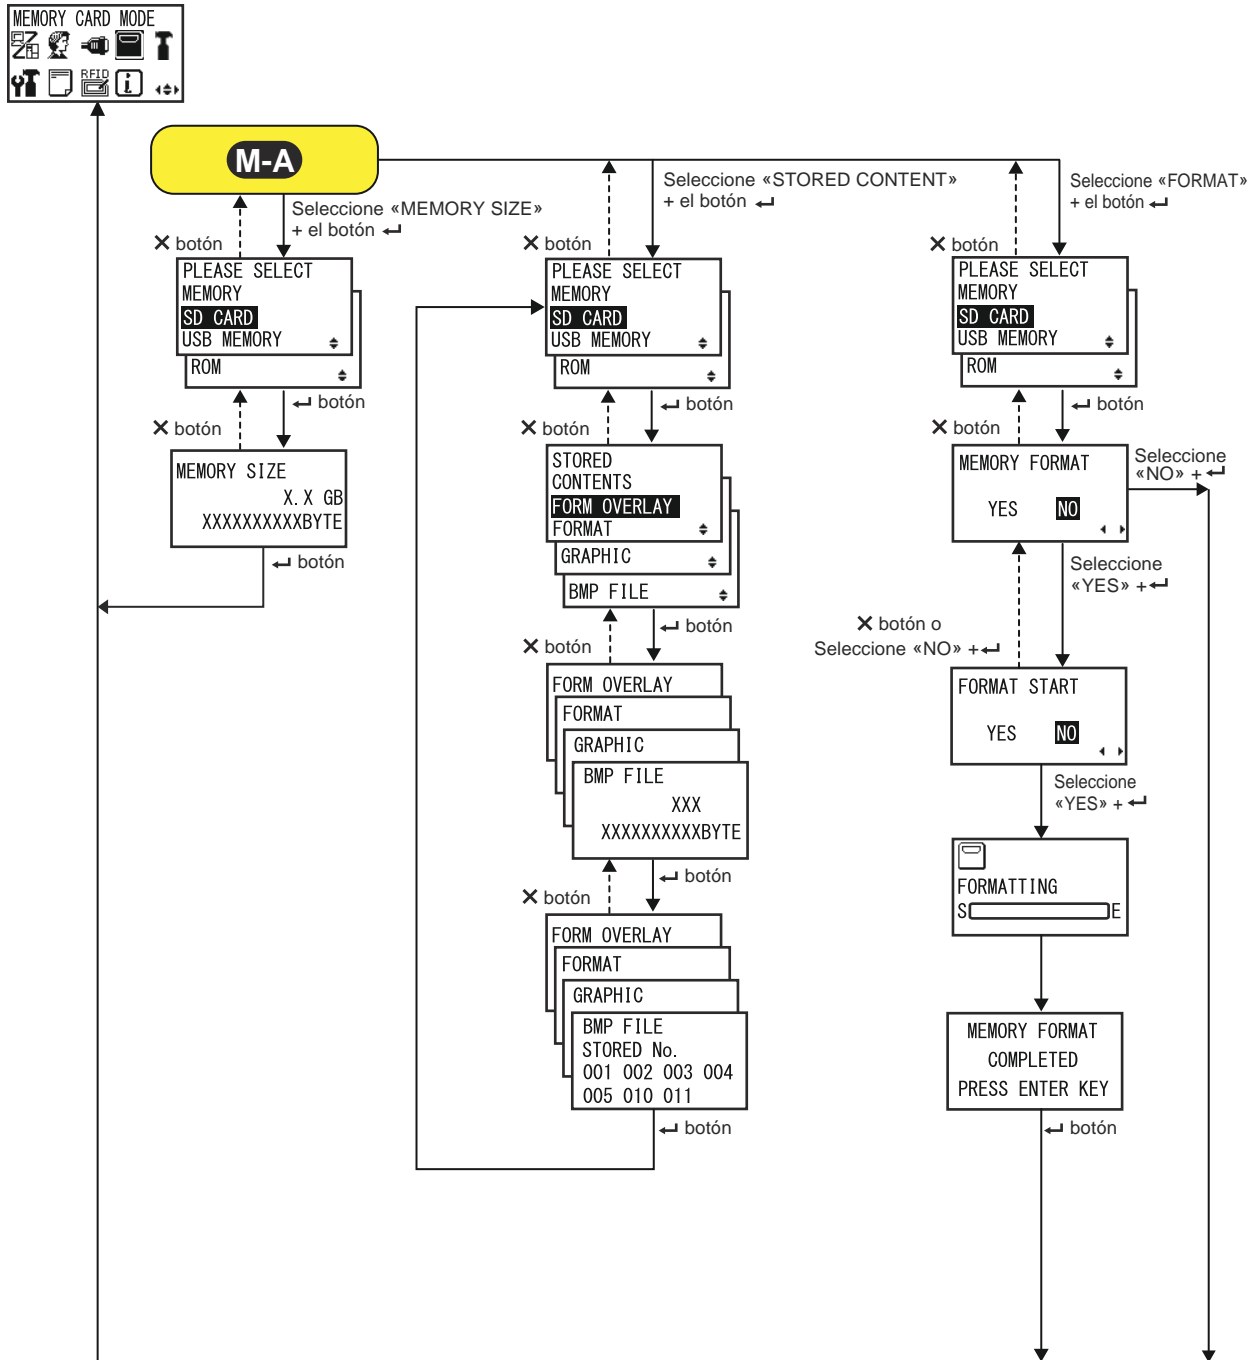 MEMORY CARD MODE
RFID
i
M-A
Seleccione «MEMORY SIZE»
+ el botón ↵
✕ botón
PLEASE SELECT
MEMORY
SD CARD
USB MEMORY
ROM
↵ botón
✕ botón
MEMORY SIZE
X.X GB
XXXXXXXXXXBYTE
↵ botón
Seleccione «STORED CONTENT»
+ el botón ↵
✕ botón
PLEASE SELECT
MEMORY
SD CARD
USB MEMORY
ROM
↵ botón
✕ botón
STORED
CONTENTS
FORM OVERLAY
FORMAT
GRAPHIC
BMP FILE
↵ botón
✕ botón
FORM OVERLAY
FORMAT
GRAPHIC
BMP FILE
XXX
XXXXXXXXXXBYTE
↵ botón
✕ botón
FORM OVERLAY
FORMAT
GRAPHIC
BMP FILE
STORED No.
001 002 003 004
005 010 011
↵ botón
Seleccione «FORMAT»
+ el botón ↵
✕ botón
PLEASE SELECT
MEMORY
SD CARD
USB MEMORY
ROM
↵ botón
✕ botón
MEMORY FORMAT
YES NO
Seleccione
«NO» + ↵
Seleccione
«YES» + ↵
✕ botón o
Seleccione «NO» + ↵
FORMAT START
YES NO
Seleccione
«YES» + ↵
FORMATTING
S E
MEMORY FORMAT
COMPLETED
PRESS ENTER KEY
↵ botón